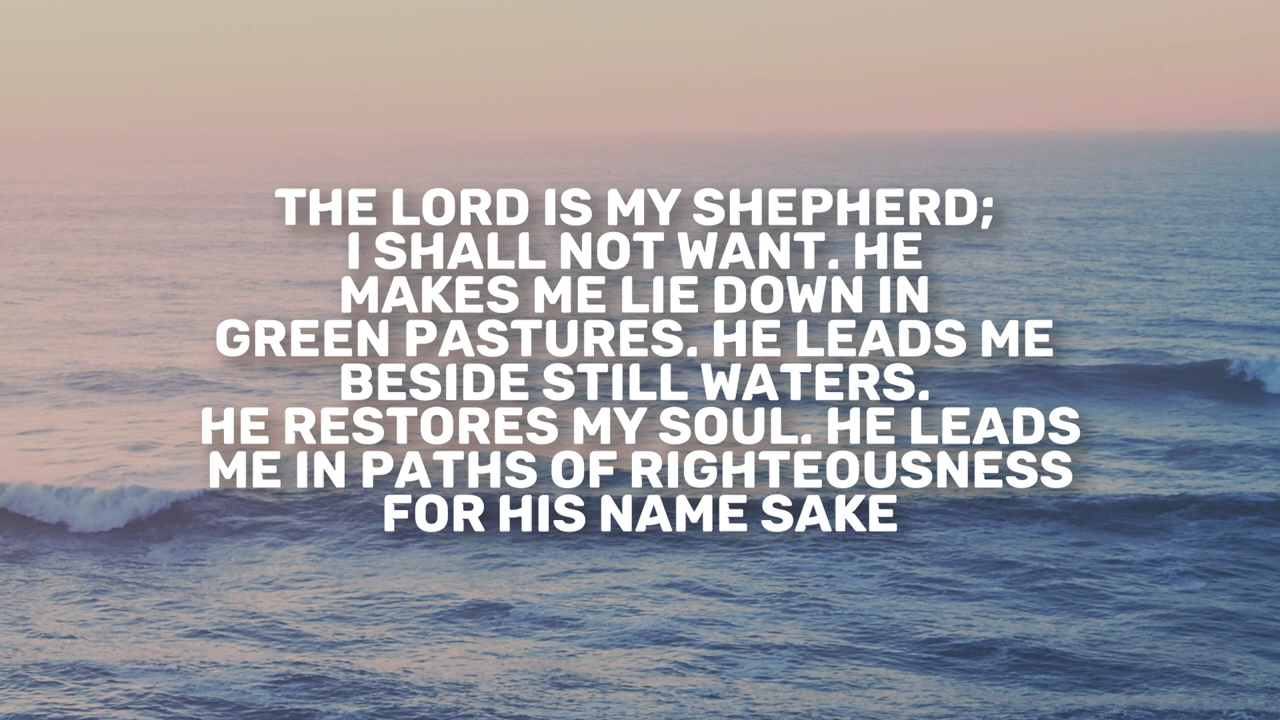 THE LORD IS MY SHEPHERD;
I SHALL NOT WANT. HE
MAKES ME LIE DOWN IN
GREEN PASTURES. HE LEADS ME
BESIDE STILL WATERS.
HE RESTORES MY SOUL. HE LEADS
ME IN PATHS OF RIGHTEOUSNESS
FOR HIS NAME SAKE